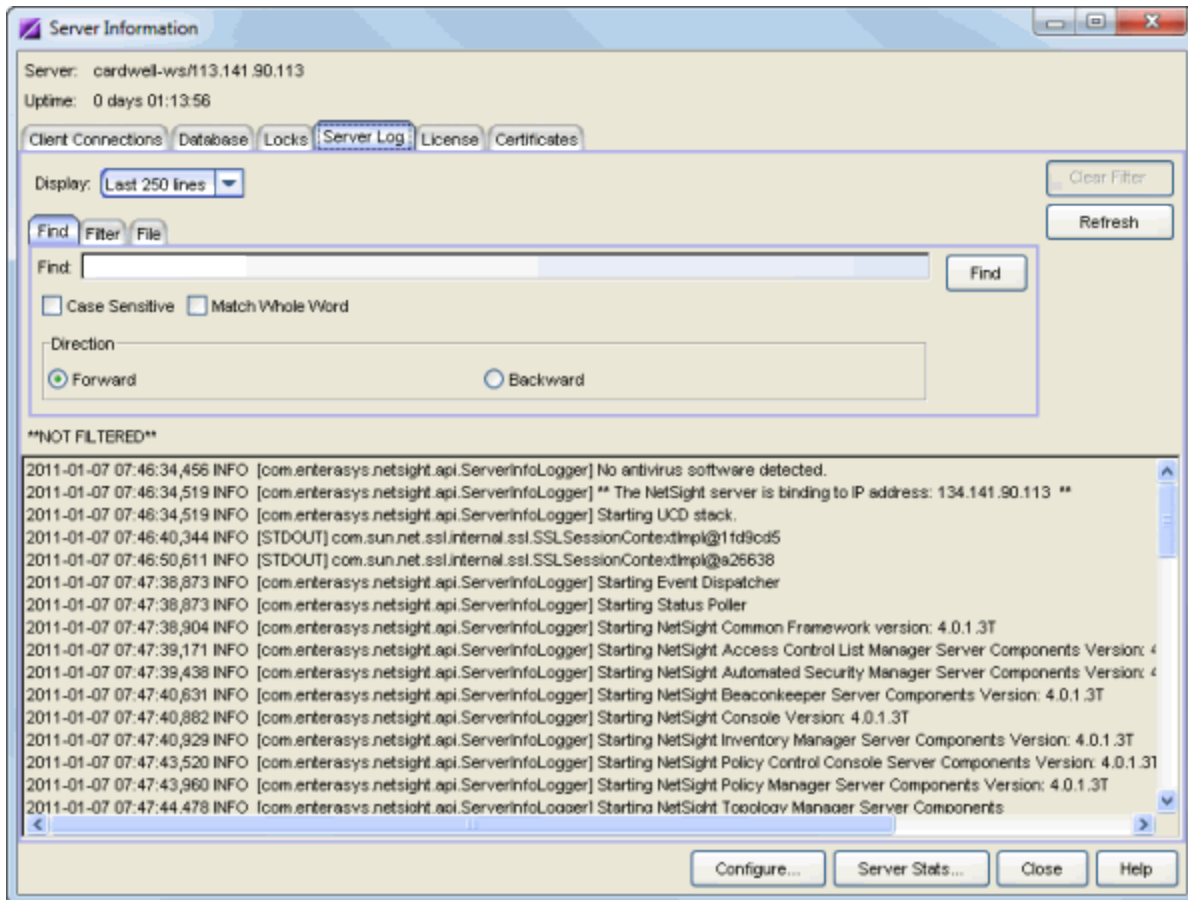 Server Information
Server: cardwell-ws/113.141.90.113
Uptime: 0 days 01:13:56
Client Connections Database Locks Server Log License Certificates
Display: Last 250 lines
Clear Filter
Refresh
Find Filter File
Find:
Find
Case Sensitive Match Whole Word
Direction
Forward Backward
**NOT FILTERED**
2011-01-07 07:46:34,456 INFO [com.enterasys.netsight.api.ServerInfoLogger] No antivirus software detected.
2011-01-07 07:46:34,519 INFO [com.enterasys.netsight.api.ServerInfoLogger] ** The NetSight server is binding to IP address: 134.141.90.113 **
2011-01-07 07:46:34,519 INFO [com.enterasys.netsight.api.ServerInfoLogger] Starting UCD stack.
2011-01-07 07:46:40,344 INFO [STDOUT] com.sun.net.ssl.internal.ssl.SSLSessionContextImpl@1fd9cd5
2011-01-07 07:46:50,611 INFO [STDOUT] com.sun.net.ssl.internal.ssl.SSLSessionContextImpl@a26638
2011-01-07 07:47:38,873 INFO [com.enterasys.netsight.api.ServerInfoLogger] Starting Event Dispatcher
2011-01-07 07:47:38,873 INFO [com.enterasys.netsight.api.ServerInfoLogger] Starting Status Poller
2011-01-07 07:47:38,904 INFO [com.enterasys.netsight.api.ServerInfoLogger] Starting NetSight Common Framework version: 4.0.1.3T
2011-01-07 07:47:39,171 INFO [com.enterasys.netsight.api.ServerInfoLogger] Starting NetSight Access Control List Manager Server Components Version: 4
2011-01-07 07:47:39,438 INFO [com.enterasys.netsight.api.ServerInfoLogger] Starting NetSight Automated Security Manager Server Components Version: 4
2011-01-07 07:47:40,631 INFO [com.enterasys.netsight.api.ServerInfoLogger] Starting NetSight Beaconkeeper Server Components Version: 4.0.1.3T
2011-01-07 07:47:40,882 INFO [com.enterasys.netsight.api.ServerInfoLogger] Starting NetSight Console Version: 4.0.1.3T
2011-01-07 07:47:40,929 INFO [com.enterasys.netsight.api.ServerInfoLogger] Starting NetSight Inventory Manager Server Components Version: 4.0.1.3T
2011-01-07 07:47:43,520 INFO [com.enterasys.netsight.api.ServerInfoLogger] Starting NetSight Policy Control Console Server Components Version: 4.0.1.3T
2011-01-07 07:47:43,960 INFO [com.enterasys.netsight.api.ServerInfoLogger] Starting NetSight Policy Manager Server Components Version: 4.0.1.3T
2011-01-07 07:47:44,478 INFO [com.enterasys.netsight.api.ServerInfoLogger] Starting NetSight Topology Manager Server Components
Configure... Server Stats... Close Help